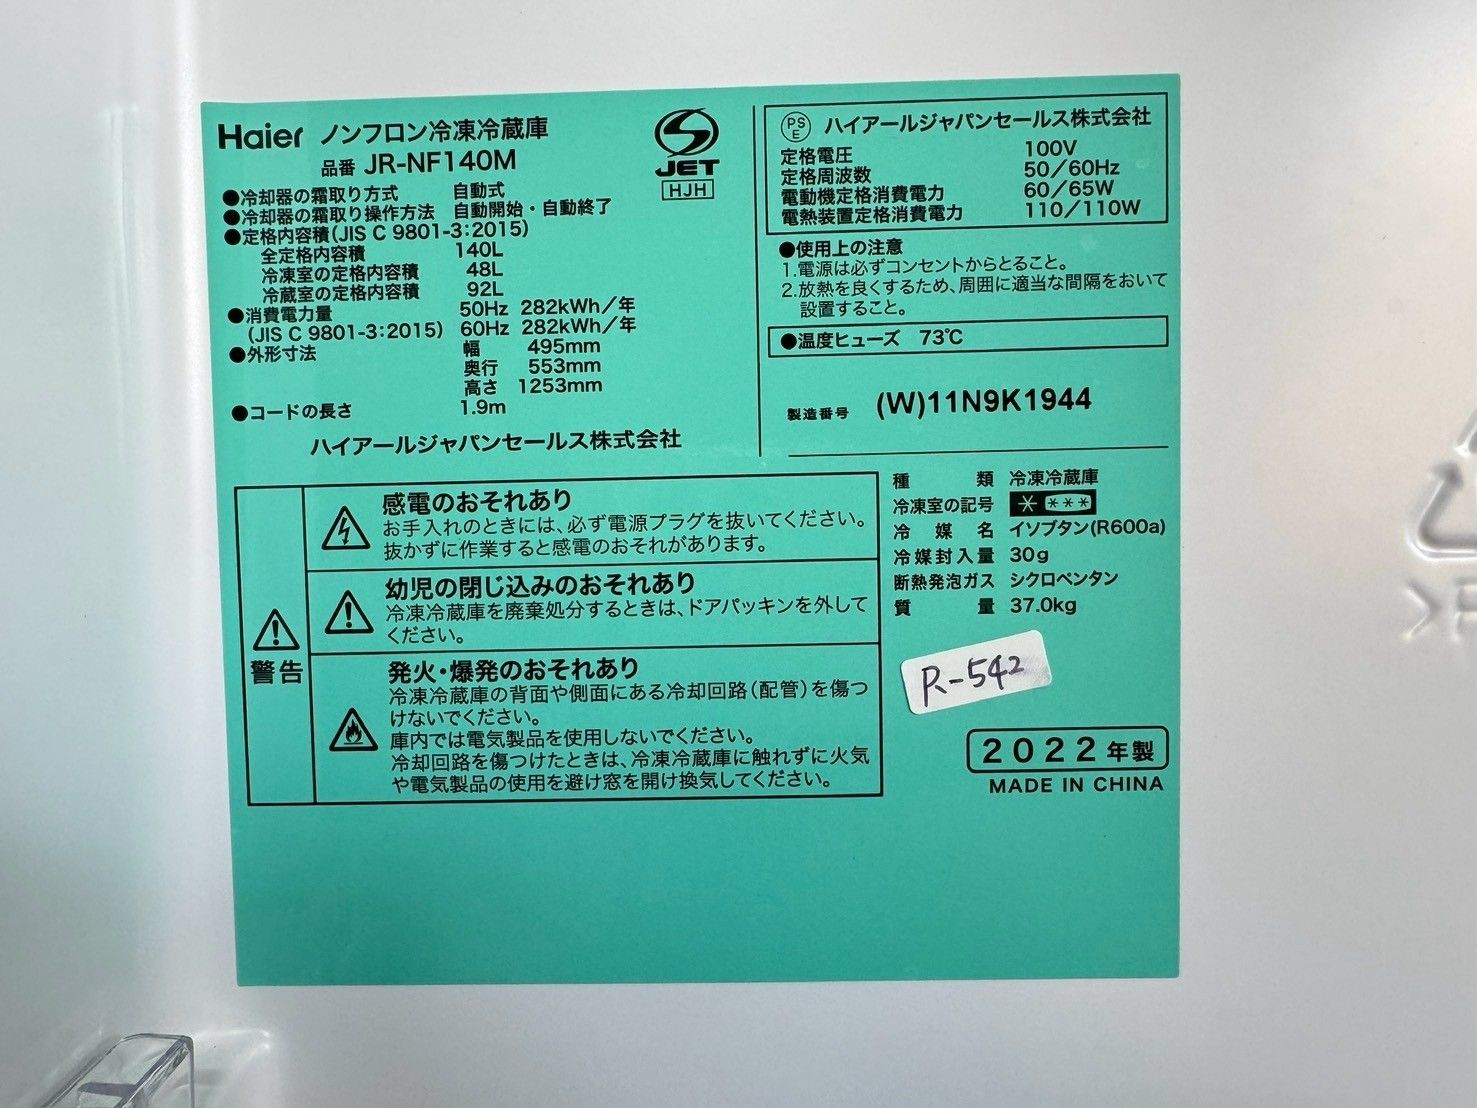 Haier ノンフロン冷凍冷蔵庫
品番 JR-NF140M
JET
HJH
●冷却器の霜取り方式 自動式
●冷却器の霜取り操作方法 自動開始・自動終了
●定格内容積(JIS C 9801-3:2015)
全定格内容積 140L
冷凍室の定格内容積 48L
冷蔵室の定格内容積 92L
●消費電力量 50Hz 282kWh/年
(JIS C 9801-3:2015) 60Hz 282kWh/年
●外形寸法 幅 495mm
奥行 553mm
高さ 1253mm
●コードの長さ 1.9m
ハイアールジャパンセールス株式会社
PS E ハイアールジャパンセールス株式会社
定格電圧 100V
定格周波数 50/60Hz
電動機定格消費電力 60/65W
電熱装置定格消費電力 110/110W
●使用上の注意
1.電源は必ずコンセントからとること。
2.放熱を良くするため、周囲に適当な間隔をおいて
設置すること。
●温度ヒューズ 73℃
製造番号 (W)11N9K1944
警告
感電のおそれあり
お手入れのときには、必ず電源プラグを抜いてください。
抜かずに作業すると感電のおそれがあります。
幼児の閉じ込みのおそれあり
冷凍冷蔵庫を廃棄処分するときは、ドアパッキンを外して
ください。
発火・爆発のおそれあり
冷凍冷蔵庫の背面や側面にある冷却回路(配管)を傷つ
けないでください。
庫内では電気製品を使用しないでください。
冷却回路を傷つけたときは、冷凍冷蔵庫に触れずに火気
や電気製品の使用を避け窓を開け換気してください。
種類 冷凍冷蔵庫
冷凍室の記号 * ***
冷媒名 イソブタン(R600a)
冷媒封入量 30g
断熱発泡ガス シクロペンタン
質量 37.0kg
R-542
2022年製
MADE IN CHINA
>P